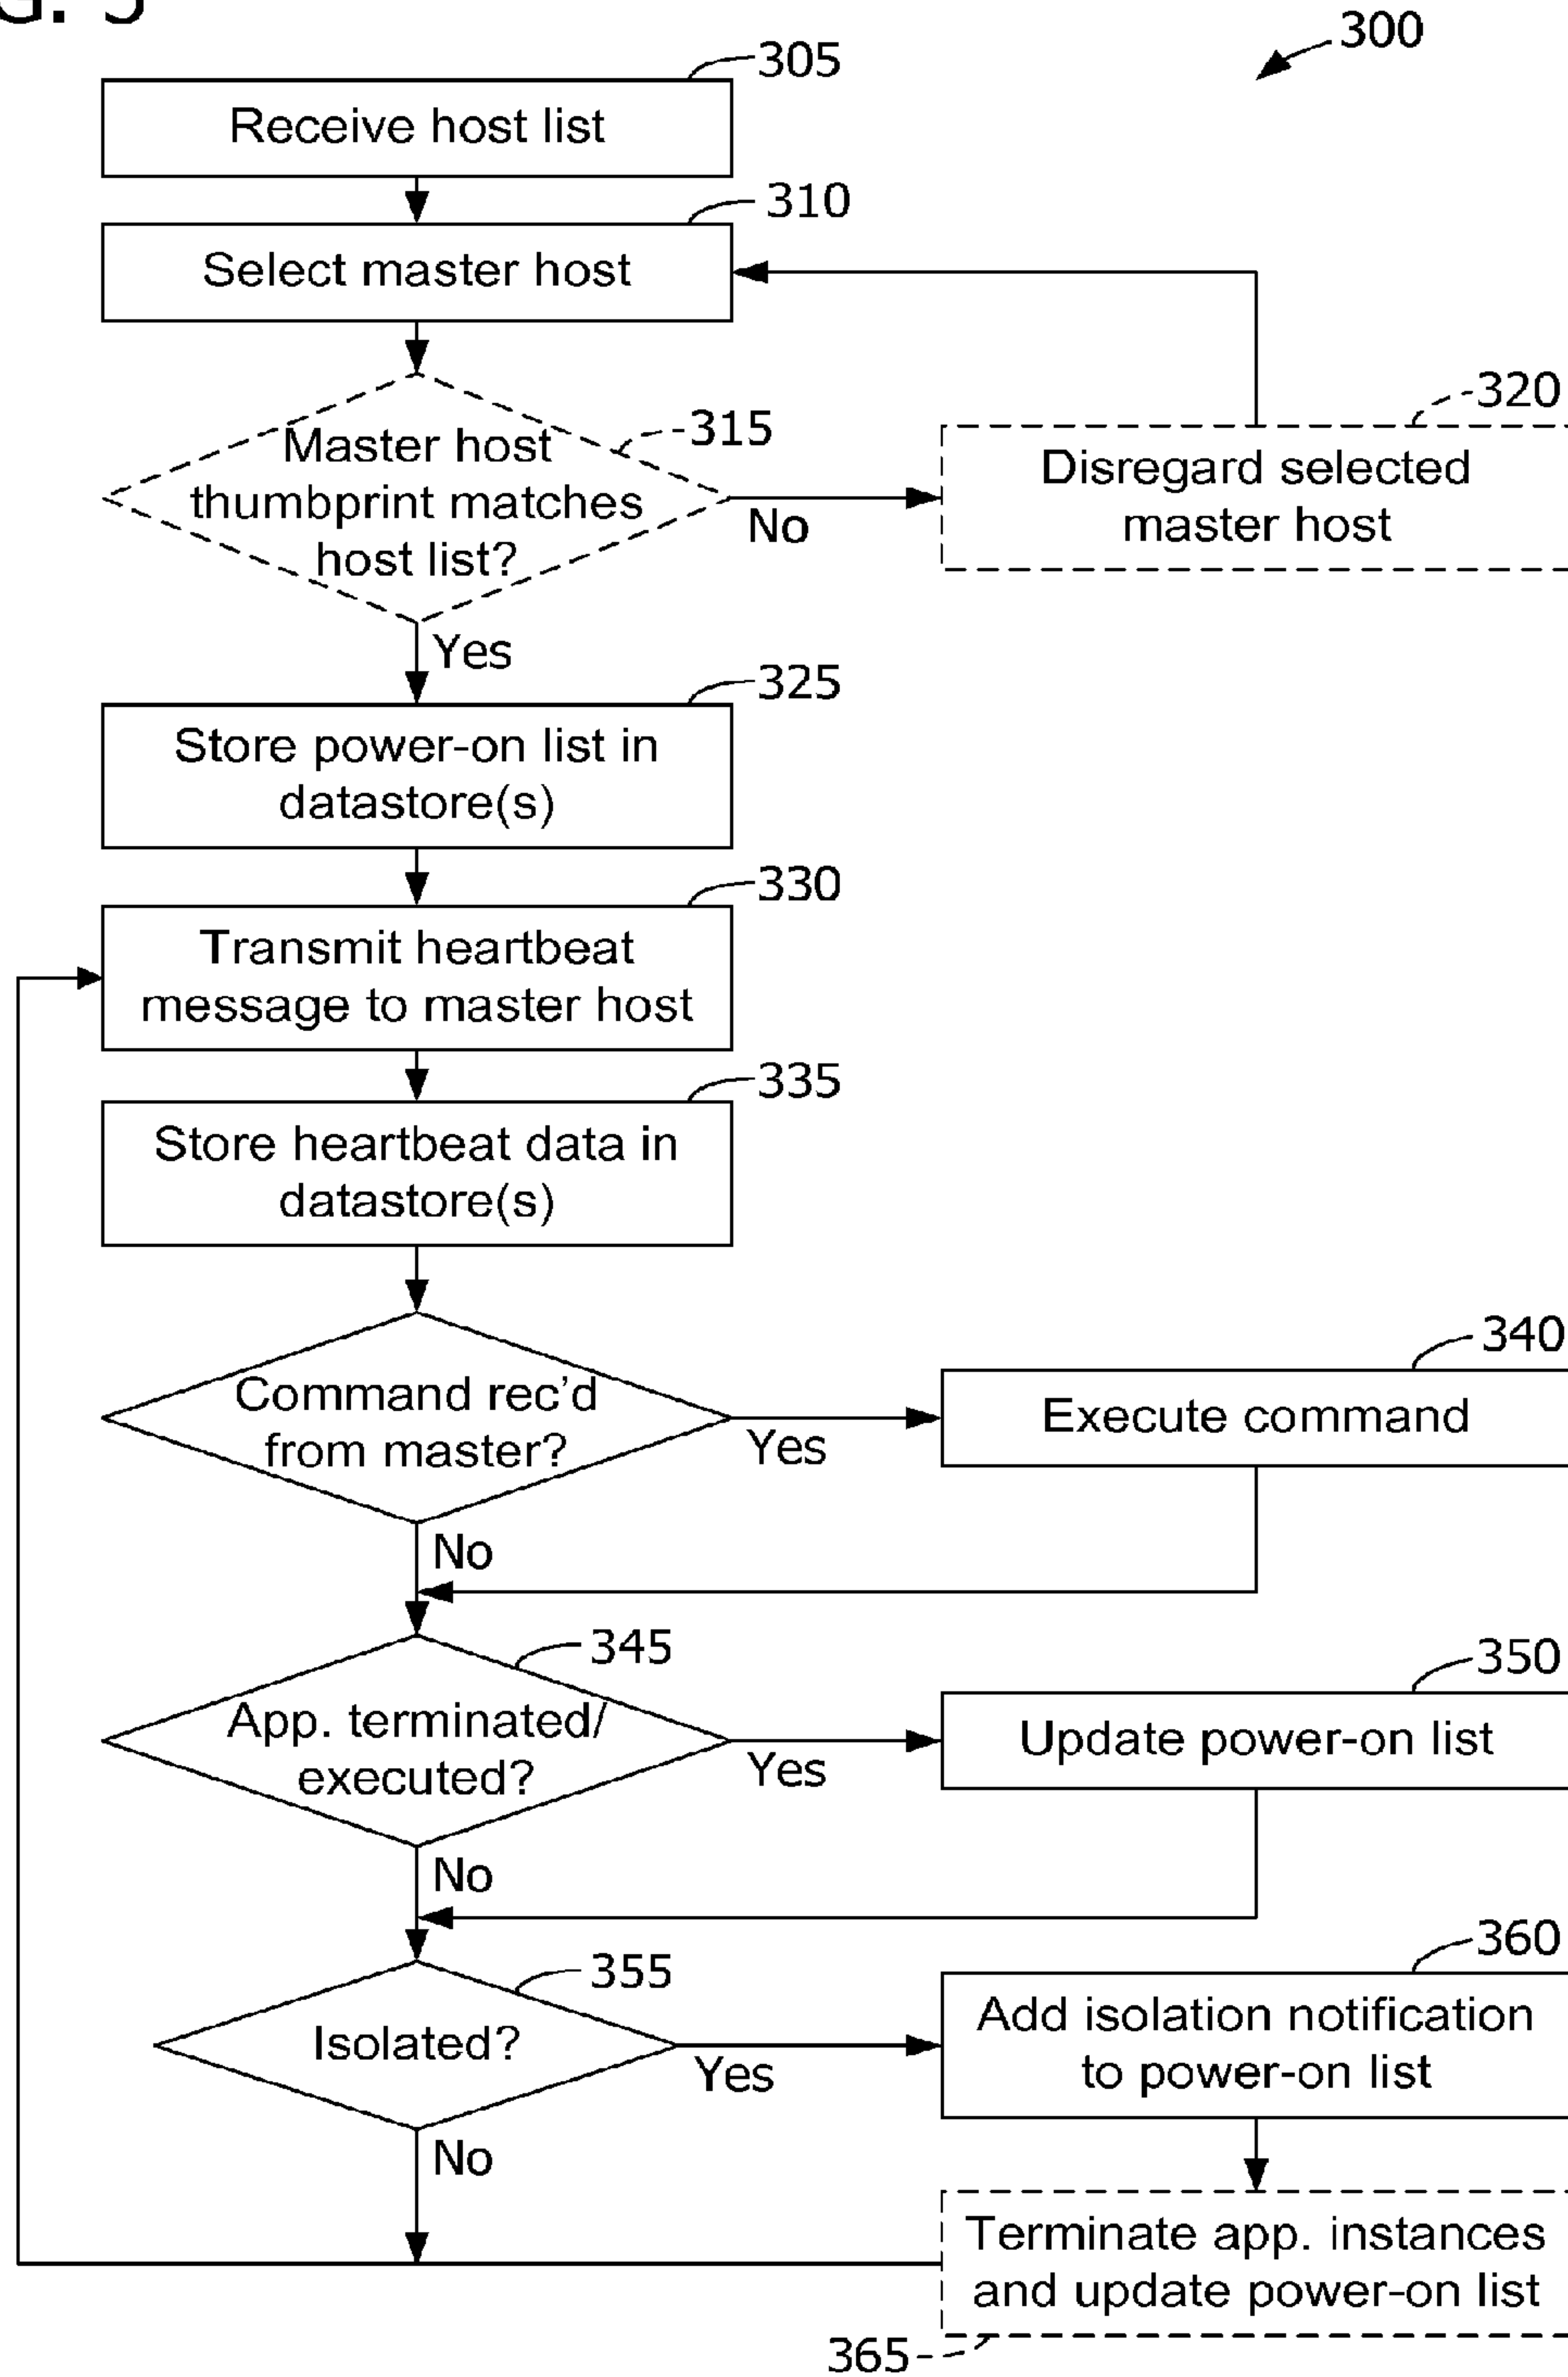 G. 3
300
305
Receive host list
310
Select master host
315
Master host
thumbprint matches
host list?
No
320
Disregard selected
master host
Yes
325
Store power-on list in
datastore(s)
330
Transmit heartbeat
message to master host
335
Store heartbeat data in
datastore(s)
Command rec'd
from master?
Yes
340
Execute command
No
345
App. terminated/
executed?
Yes
350
Update power-on list
No
355
Isolated?
Yes
360
Add isolation notification
to power-on list
No
Terminate app. instances
and update power-on list
365